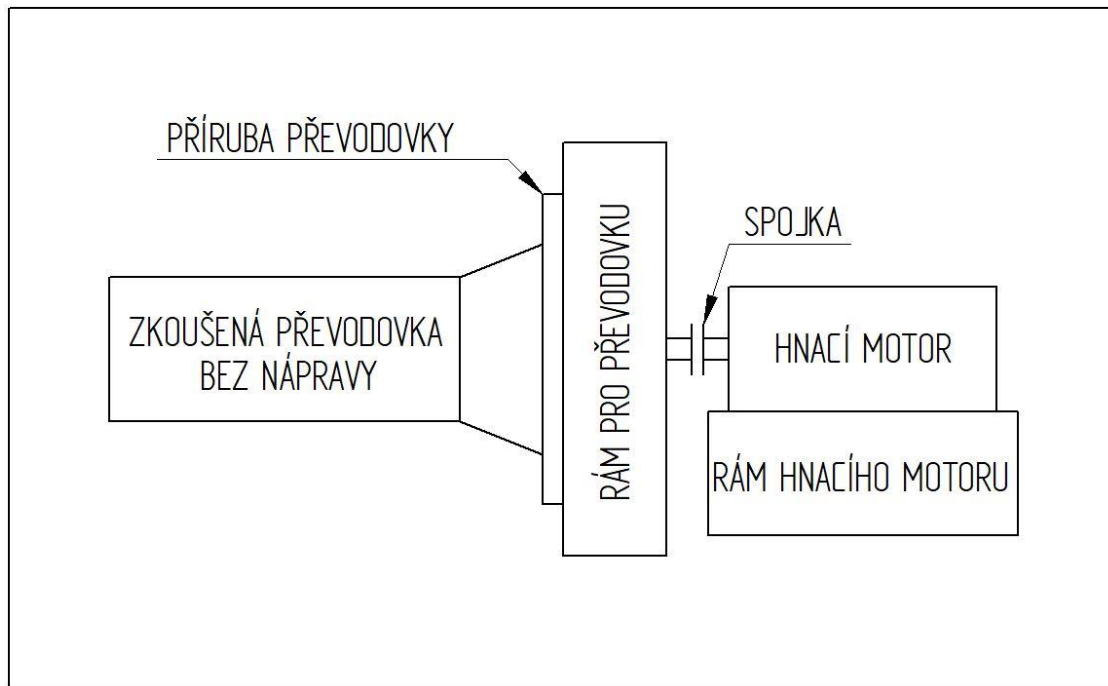 PŘÍRUBA PŘEVODOVKY
SPOJKA
ZKOUŠENÁ PŘEVODOVKA
BEZ NÁPRAVY
RÁM PRO PŘEVODOVKU
HNACÍ MOTOR
RÁM HNACÍHO MOTORU